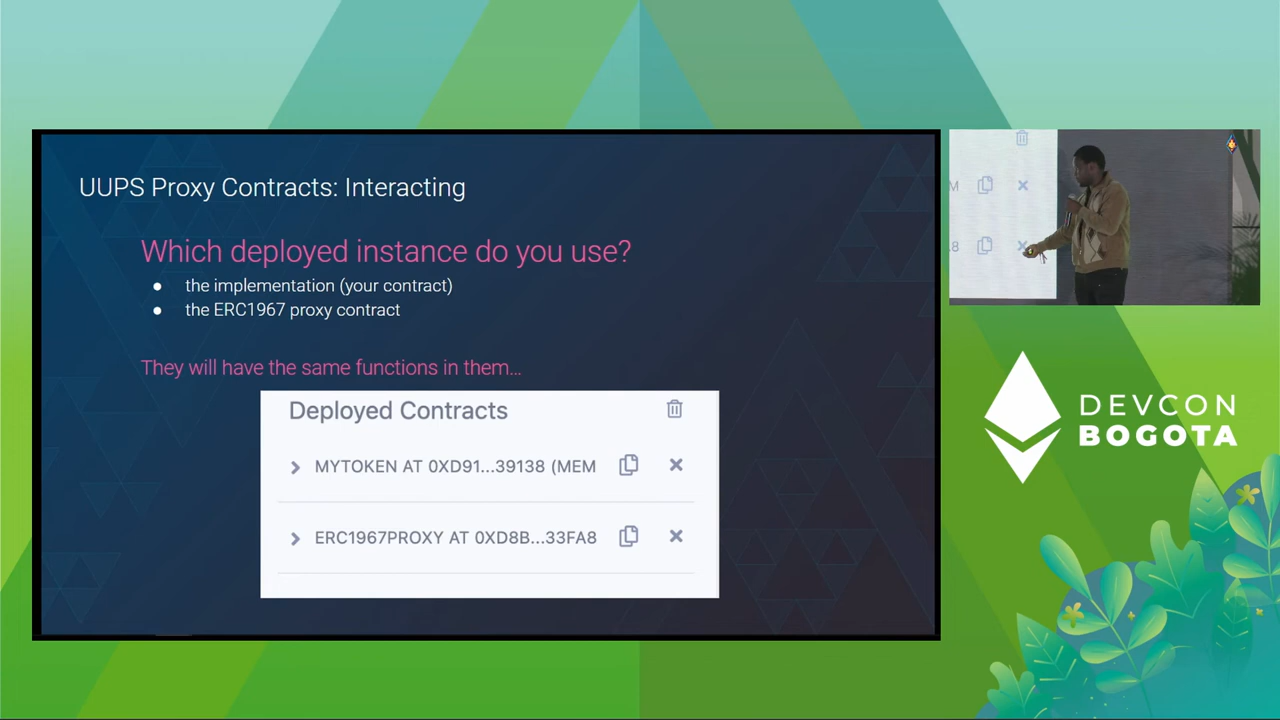 UUPS Proxy Contracts: Interacting
Which deployed instance do you use?
● the implementation (your contract)
● the ERC1967 proxy contract
They will have the same functions in them...
Deployed Contracts
MYTOKEN AT 0XD91...39138 (MEM
ERC1967PROXY AT 0XD8B...33FA8
M
.8
DEVCON
BOGOTA